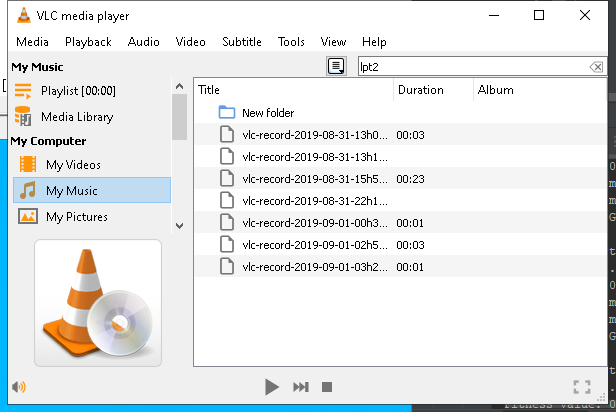 VLC media player
Media Playback Audio Video Subtitle Tools View Help
My Music
lpt2
Playlist [00:00]
Media Library
My Computer
My Videos
My Music
My Pictures
Title Duration Album
New folder
vlc-record-2019-08-31-13h0... 00:03
vlc-record-2019-08-31-13h1...
vlc-record-2019-08-31-15h5... 00:23
vlc-record-2019-08-31-22h1...
vlc-record-2019-09-01-00h3... 00:01
vlc-record-2019-09-01-02h5... 00:03
vlc-record-2019-09-01-03h2... 00:01